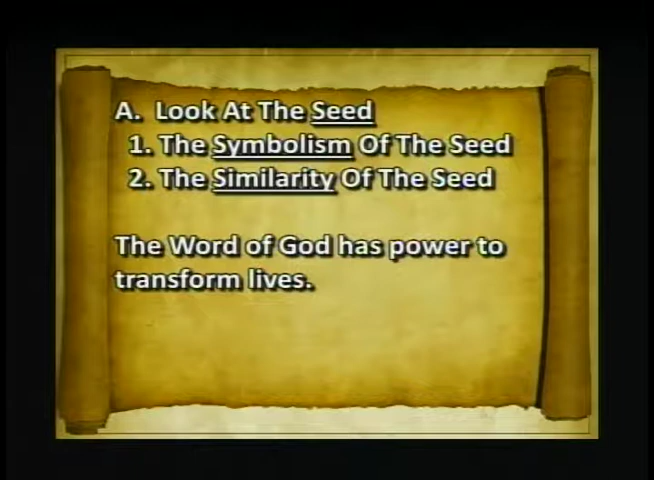 A. Look At The Seed
1. The Symbolism Of The Seed
2. The Similarity Of The Seed
The Word of God has power to
transform lives.